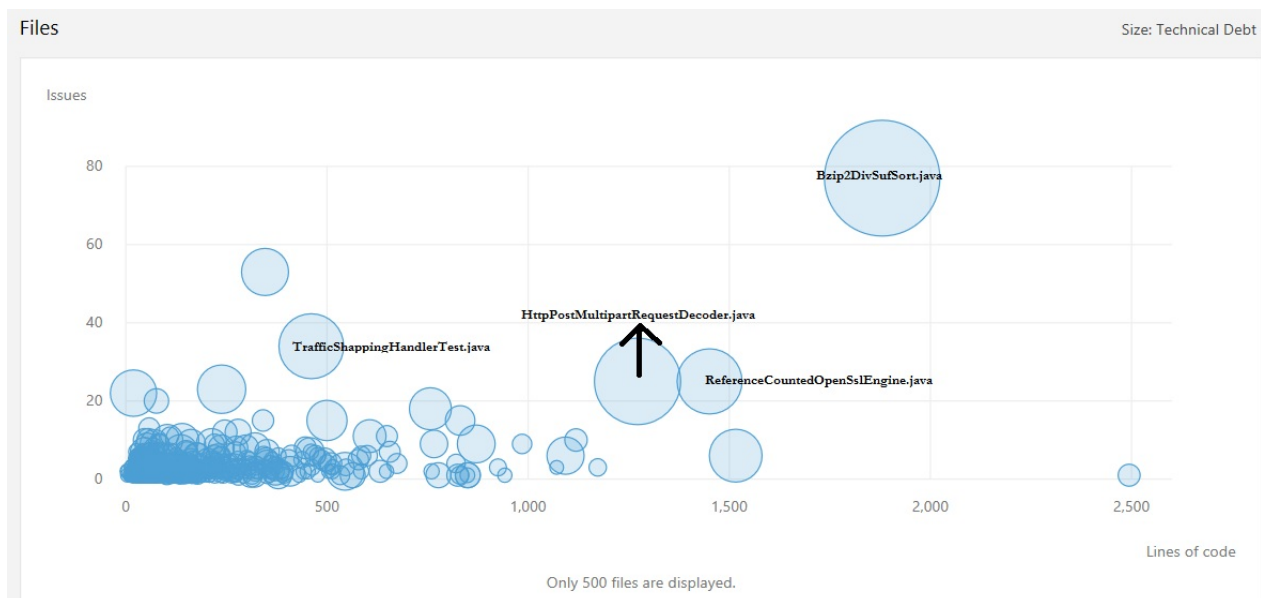 Files
Size: Technical Debt
Issues
80
Bzip2DivSufSort.java
60
40
HttpPostMultipartRequestDecoder.java
TrafficShappingHandlerTest.java
ReferenceCountedOpenSslEngine.java
20
0
0 500 1,000 1,500 2,000 2,500
Lines of code
Only 500 files are displayed.